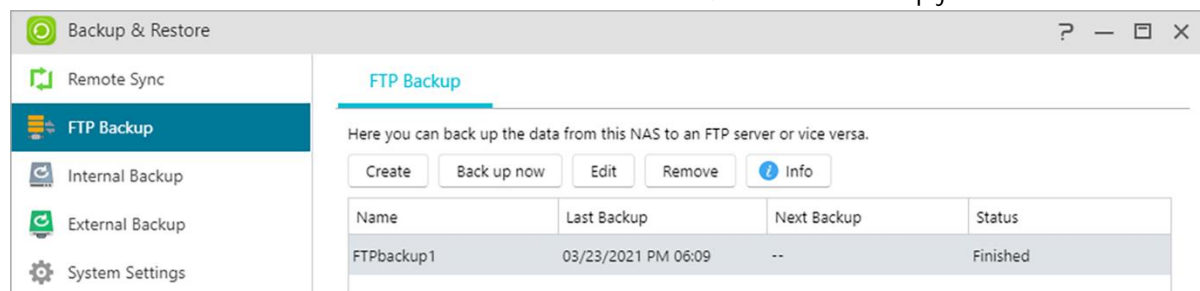 Backup & Restore
Remote Sync
FTP Backup
Internal Backup
External Backup
System Settings
FTP Backup
Here you can back up the data from this NAS to an FTP server or vice versa.
Create Back up now Edit Remove Info
Name Last Backup Next Backup Status
FTPbackup1 03/23/2021 PM 06:09 -- Finished